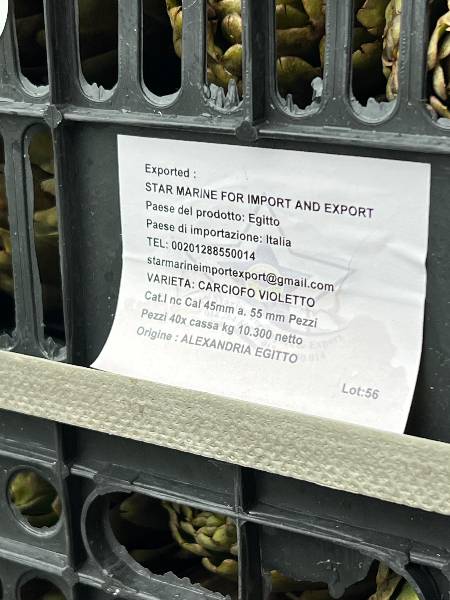 Exported :
STAR MARINE FOR IMPORT AND EXPORT
Paese del prodotto: Egitto
Paese di importazione: Italia
TEL: 00201288550014
starmarineimportexport@gmail.com
VARIETA: CARCIOFO VIOLETTO
Cat.I nc Cal 45mm a. 55 mm Pezzi
Pezzi 40x cassa kg 10.300 netto
Origine : ALEXANDRIA EGITTO
Lot:56